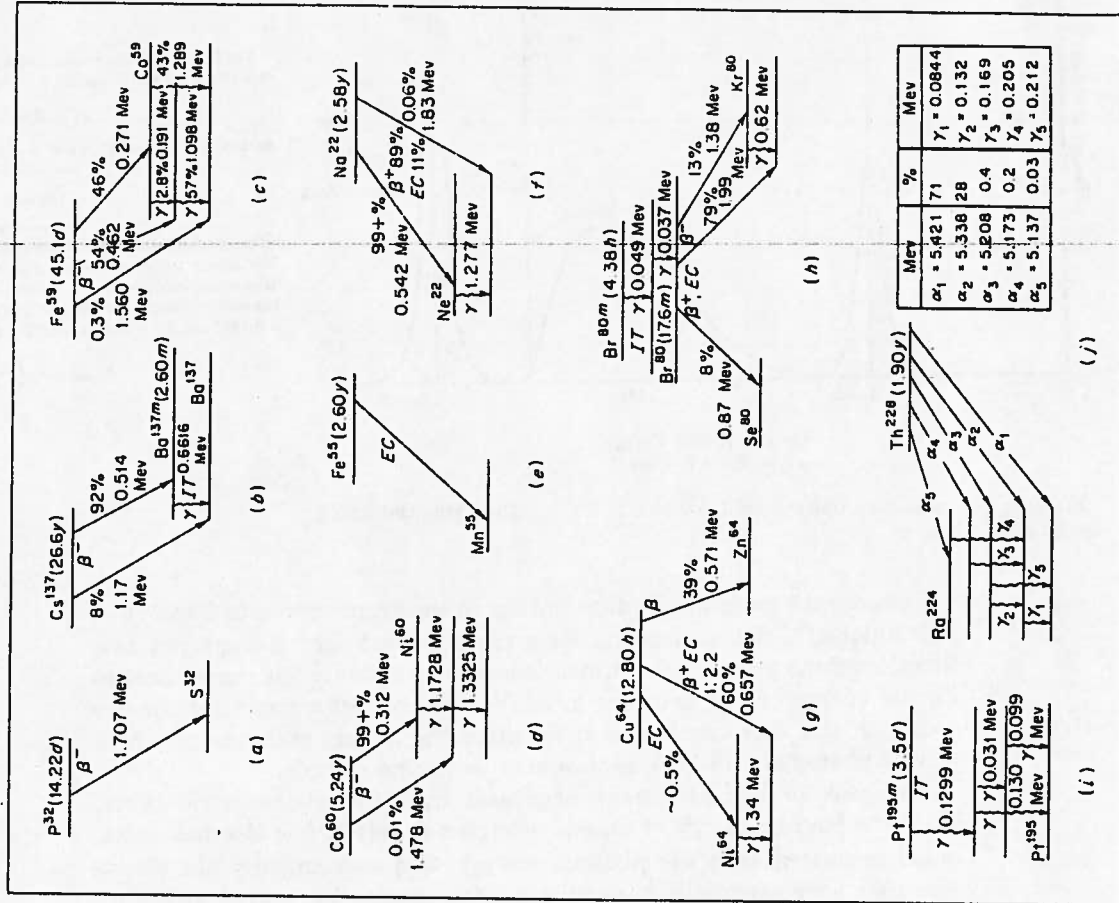 P³²(14.22d)
β⁻
1.707 Mev
S³²
(a)
Cs¹³⁷(26.6y)
β⁻
8%
1.17
Mev
92%
0.514
Mev
Ba¹³⁷ᵐ(2.60m)
γ IT 0.6616
Mev
Ba¹³⁷
(b)
Fe⁵⁹(45.1d)
β⁻
0.3%
1.560
Mev
54%
0.462
46%
0.271 Mev
Co⁵⁹
γ 2.8% 0.191 Mev
43%
1.289
Mev
γ 57% 1.098 Mev
(c)
Co⁶⁰(5.24y)
β⁻
0.01%
1.478 Mev
99+%
0.312 Mev
Ni⁶⁰
γ 1.1728 Mev
γ 1.3325 Mev
(d)
Fe⁵⁵(2.60y)
EC
Mn⁵⁵
(e)
Na²²(2.58y)
99+%
0.542 Mev
β⁺ 89%
EC 11%
0.06%
1.83 Mev
Ne²²
γ 1.277 Mev
(f)
Cu⁶⁴(12.80h)
EC
~0.5%
β⁺ EC
1:2.2
60%
0.657 Mev
β
39%
0.571 Mev
Zn⁶⁴
Ni⁶⁴
γ 1.34 Mev
(g)
Br⁸⁰ᵐ(4.38h)
IT γ 0.049 Mev
Br⁸⁰(17.6m) γ 0.037 Mev
β⁺, EC
8%
0.87
Mev
Se⁸⁰
β⁻
79%
1.99
Mev
13%
1.38 Mev
Kr⁸⁰
γ 0.62 Mev
(h)
Pt¹⁹⁵ᵐ(3.5d)
IT
γ 0.1299 Mev
γ 0.031 Mev
γ 0.130
Mev
γ 0.099
Mev
Pt¹⁹⁵
(i)
Th²²⁸(1.90y)
α₅
α₄
α₃
α₂
α₁
Ra²²⁴
γ₂
γ₃
γ₄
γ₁
γ₅
Mev % Mev
α₁ = 5.421 71 γ₁ = 0.0844
α₂ = 5.338 28 γ₂ = 0.132
α₃ = 5.208 0.4 γ₃ = 0.169
α₄ = 5.173 0.2 γ₄ = 0.205
α₅ = 5.137 0.03 γ₅ - 0.212
(j)